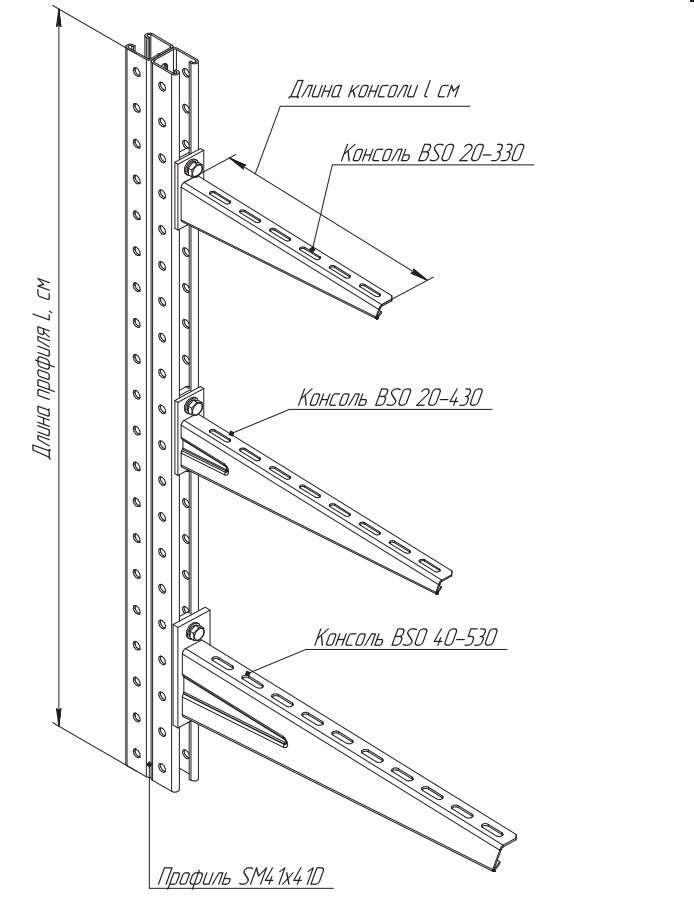 Длина консоли l см
Консоль BSO 20-330
Длина профиля L, см
Консоль BSO 20-430
Консоль BSO 40-530
Профиль SM41x41D